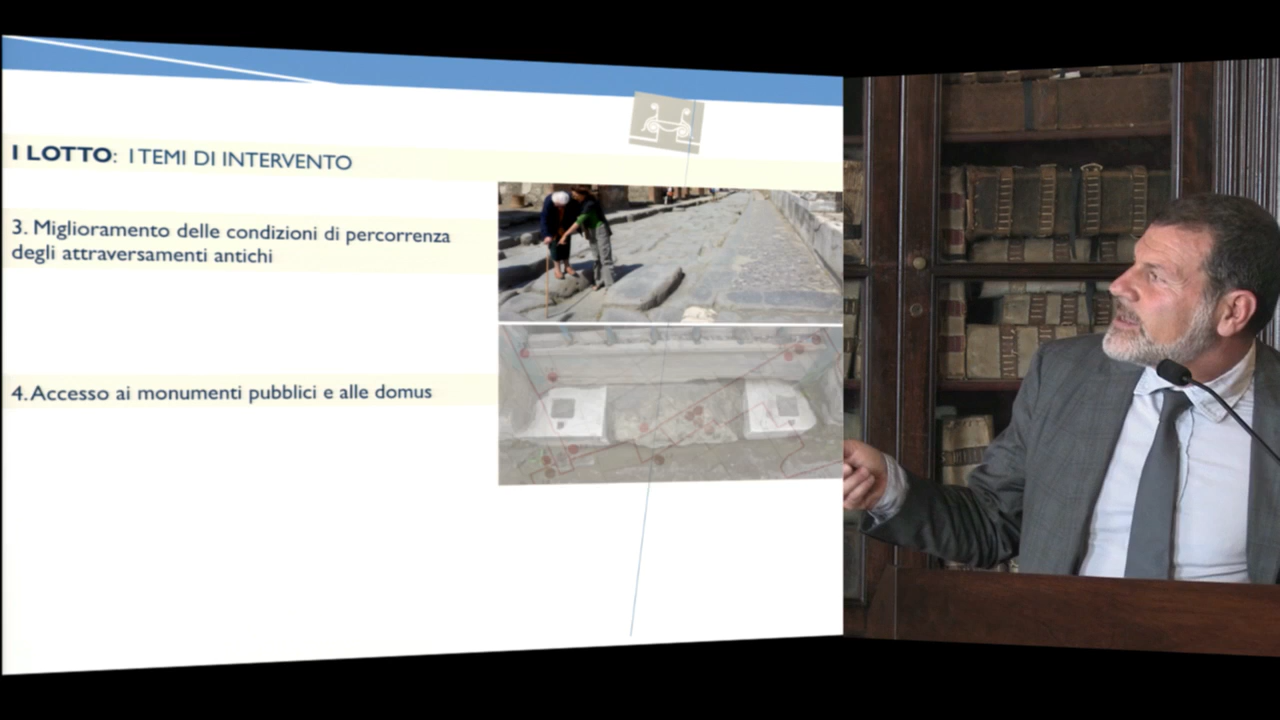 I LOTTO: I TEMI DI INTERVENTO
3. Miglioramento delle condizioni di percorrenza
degli attraversamenti antichi
4. Accesso ai monumenti pubblici e alle domus